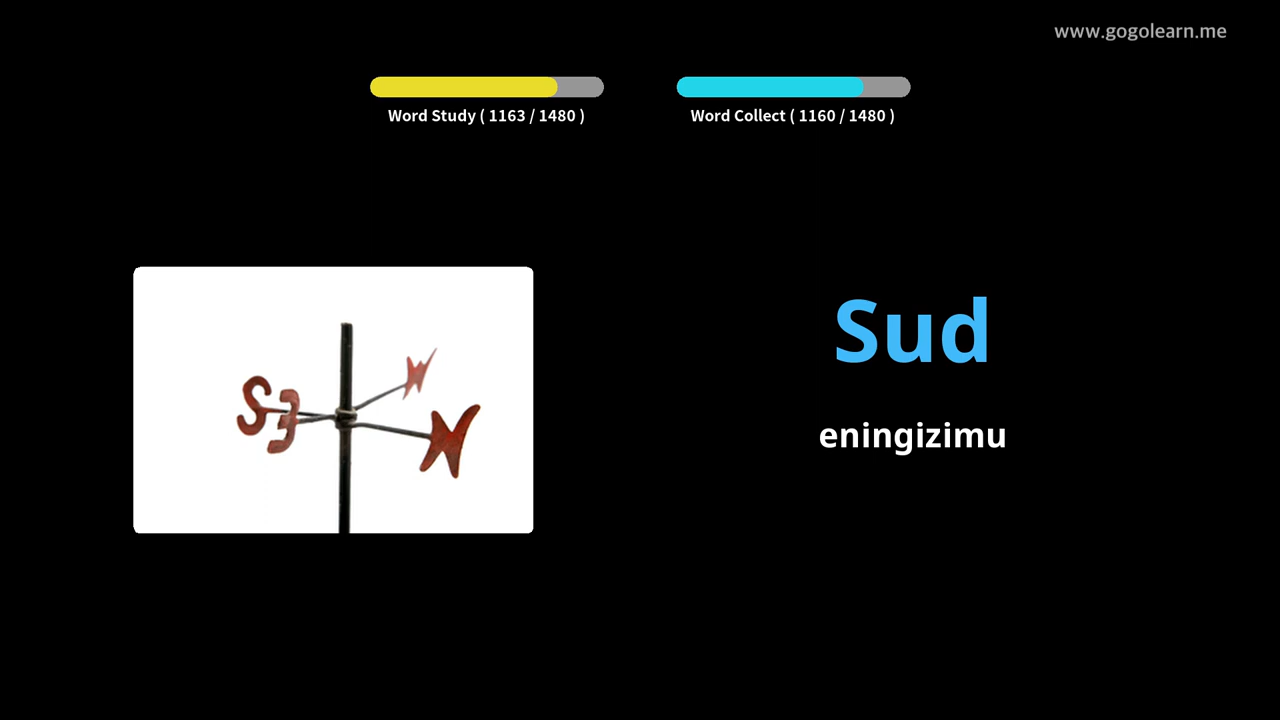 www.gogolearn.me
Word Study ( 1163 / 1480 )
Word Collect ( 1160 / 1480 )
Sud
eningizimu
S
E
N